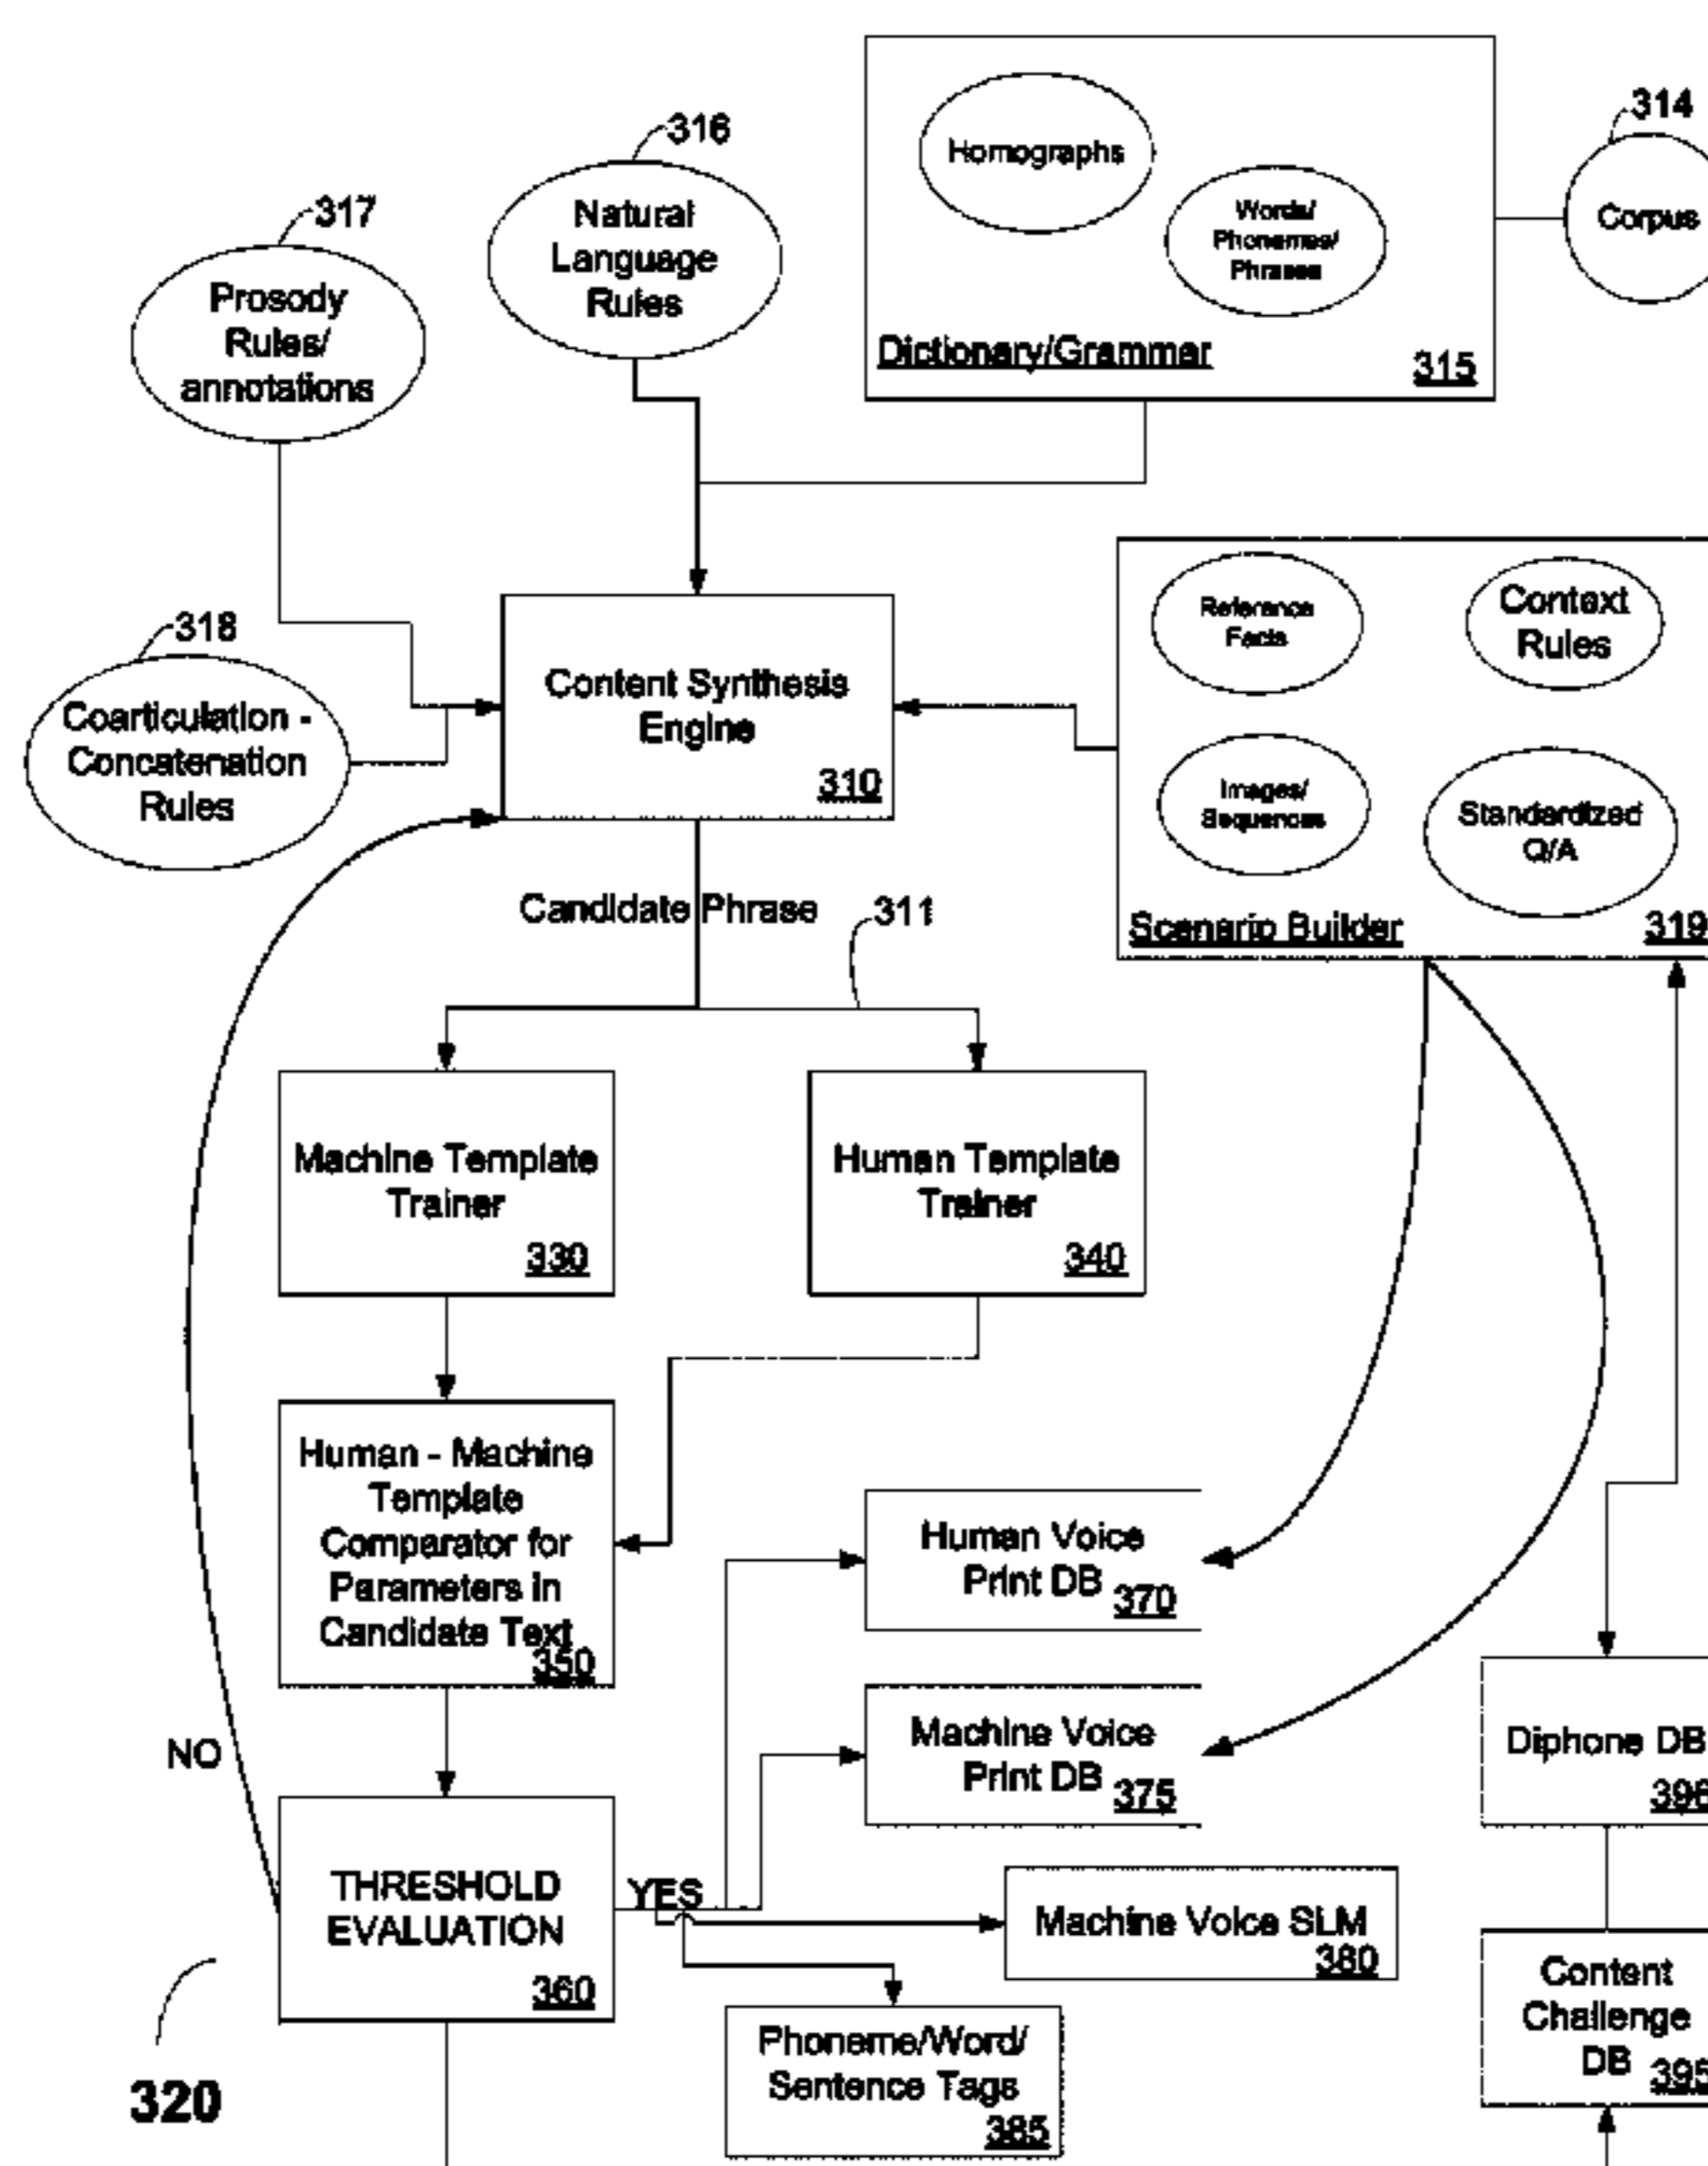 314
316
Homographs
317
Natural
Language
Rules
Words/
Phonemes/
Phrases
Corpus
Prosody
Rules/
annotations
Dictionary/Grammar
315
318
Reference
Facts
Context
Rules
Coarticulation -
Concatenation
Rules
Content Synthesis
Engine
310
Images/
Sequences
Standardized
Q/A
Candidate Phrase
311
Scenario Builder
319
Machine Template
Trainer
330
Human Template
Trainer
340
Human - Machine
Template
Comparator for
Parameters in
Candidate Text
350
Human Voice
Print DB
370
Machine Voice
Print DB
375
Diphone DB
NO
THRESHOLD
EVALUATION
360
YES
Machine Voice SLM
380
Content
Challenge
DB
395
320
Phoneme/Word/
Sentence Tags
385